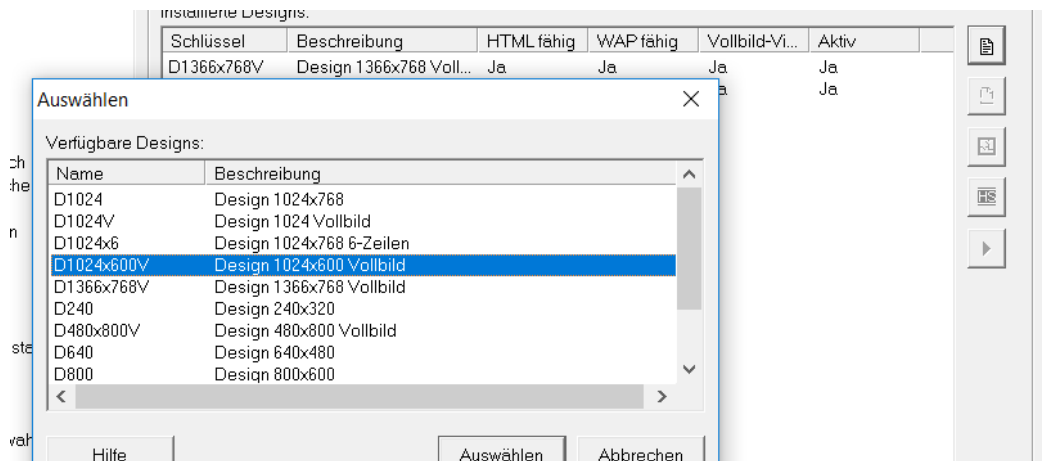 Installierte Designs:
Schlüssel Beschreibung HTML fähig WAP fähig Vollbild-Vi... Aktiv
D1366x768V Design 1366x768 Voll... Ja Ja Ja Ja
Ja
Auswählen
Verfügbare Designs:
Name Beschreibung
D1024 Design 1024x768
D1024V Design 1024 Vollbild
D1024x6 Design 1024x768 6-Zeilen
D1024x600V Design 1024x600 Vollbild
D1366x768V Design 1366x768 Vollbild
D240 Design 240x320
D480x800V Design 480x800 Vollbild
D640 Design 640x480
D800 Design 800x600
Hilfe Auswählen Abbrechen
HS